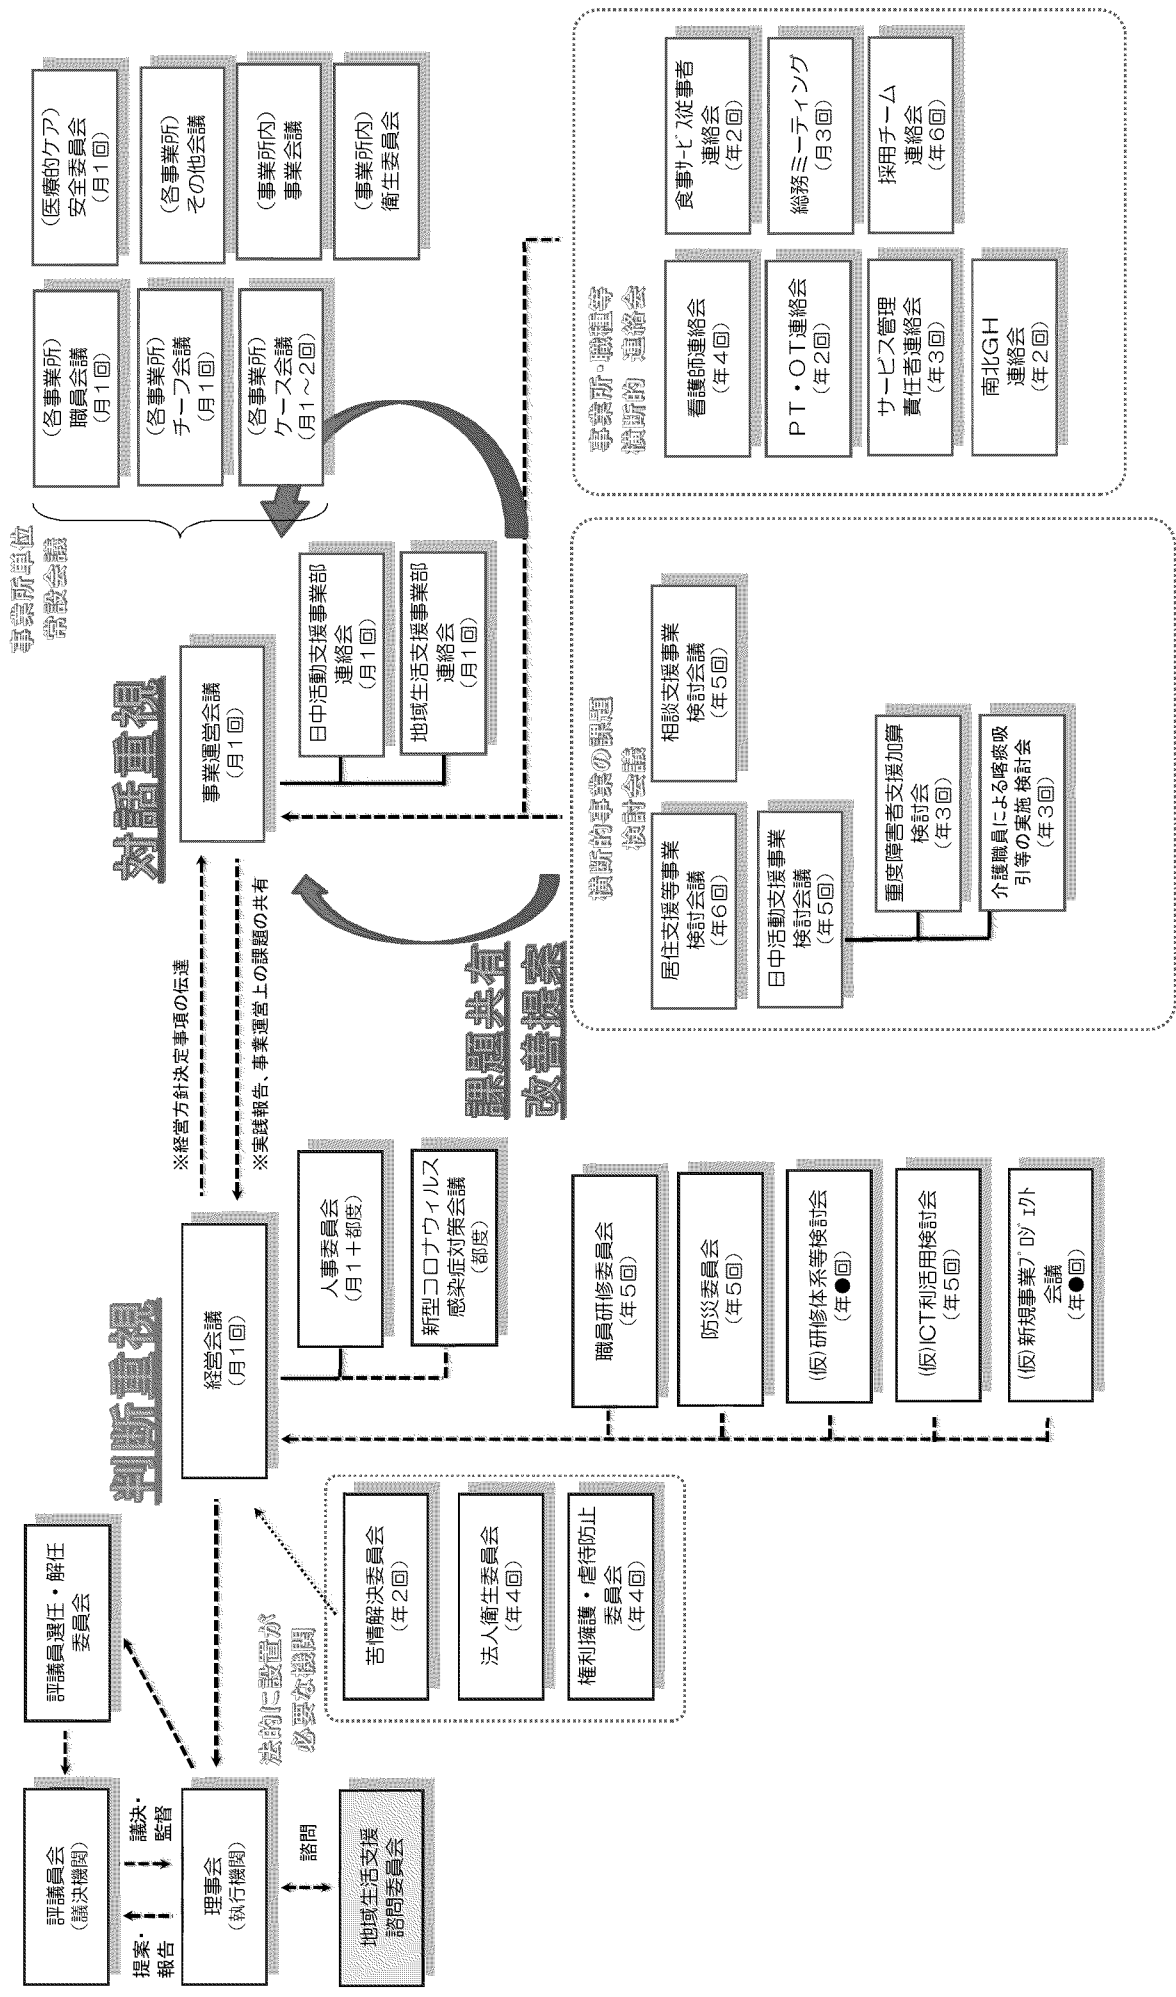 評議員会
(議決機関)
提案・
報告
議決・
監督
理事会
(執行機関)
諮問
地域生活支援
諮問委員会
評議員選任・解任
委員会
法的に設置が
必要な機関
苦情解決委員会
(年2回)
法人衛生委員会
(年4回)
権利擁護・虐待防止
委員会
(年4回)
判断重視
経営会議
(月1回)
人事委員会
(月1+都度)
新型コロナウィルス
感染症対策会議
(都度)
職員研修委員会
(年5回)
防災委員会
(年5回)
(仮)研修体系等検討会
(年●回)
(仮)ICT利活用検討会
(年5回)
(仮)新規事業プロジェクト
会議
(年●回)
※経営方針決定事項の伝達
※実践報告、事業運営上の課題の共有
対話重視
事業運営会議
(月1回)
日中活動支援事業部
連絡会
(月1回)
地域生活支援事業部
連絡会
(月1回)
課題共有
改善提案
事業所単位
常設会議
(各事業所)
職員会議
(月1回)
(各事業所)
チーフ会議
(月1回)
(各事業所)
ケース会議
(月1~2回)
(医療的ケア)
安全委員会
(月1回)
(各事業所)
その他会議
(事業所内)
事業会議
(事業所内)
衛生委員会
横断的事業の課題
検討会議
居住支援等事業
検討会議
(年6回)
相談支援事業
検討会議
(年5回)
日中活動支援事業
検討会議
(年5回)
重度障害者支援加算
検討会
(年3回)
介護職員による喀痰吸
引等の実施 検討会
(年3回)
事業所・職種等
横断的 連絡会
看護師連絡会
(年4回)
PT・OT連絡会
(年2回)
サービス管理
責任者連絡会
(年3回)
南北GH
連絡会
(年2回)
食事サービス従事者
連絡会
(年2回)
総務ミーティング
(月3回)
採用チーム
連絡会
(年6回)